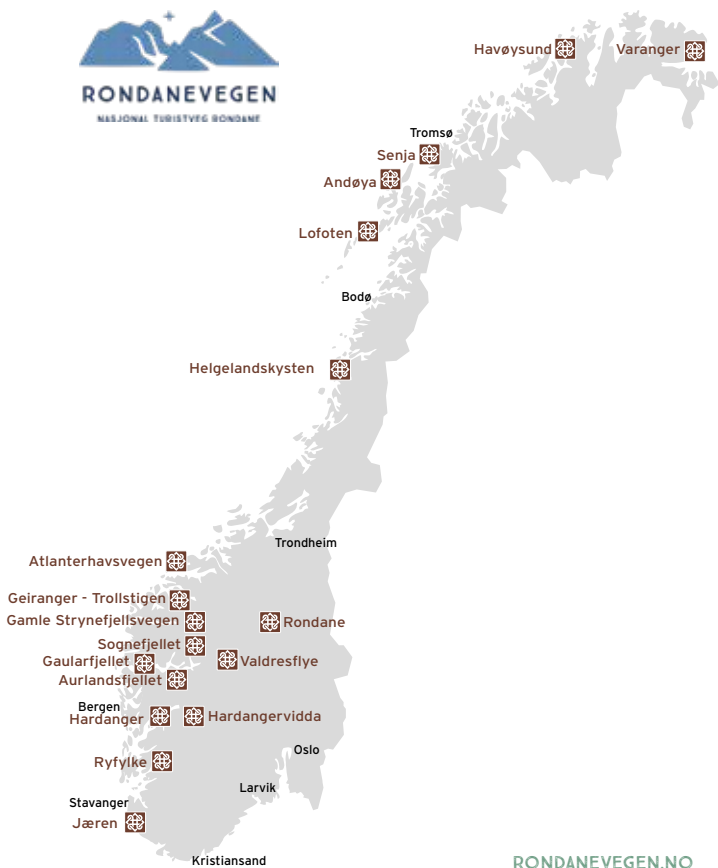 RONDANEVEGEN
NASJONAL TURISTVEG RONDANE
Havøysund
Varanger
Tromsø
Senja
Andøya
Lofoten
Bodø
Helgelandskysten
Trondheim
Atlanterhavsvegen
Geiranger - Trollstigen
Gamle Strynefjellsvegen
Rondane
Sognefjellet
Gaularfjellet
Valdresflye
Aurlandsfjellet
Bergen
Hardanger
Hardangervidda
Oslo
Ryfylke
Larvik
Stavanger
Jæren
Kristiansand
RONDANEVEGEN.NO